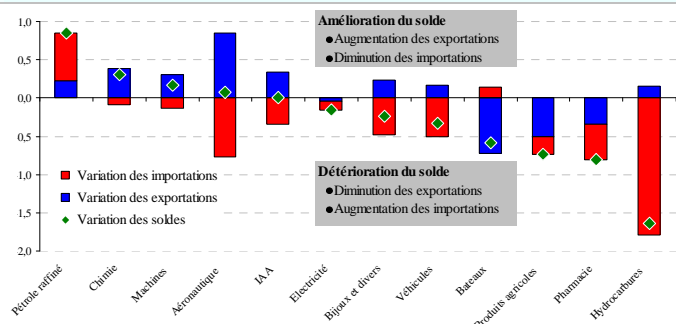 1,0
0,5
0,0
0,5
1,0
1,5
2,0
Amélioration du solde
●Augmentation des exportations
●Diminution des importations
Détérioration du solde
●Diminution des exportations
●Augmentation des importations
Variation des importations
Variation des exportations
Variation des soldes
Pétrole raffiné
Chimie
Machines
Aéronautique
IAA
Electricité
Bijoux et divers
Véhicules
Bateaux
Produits agricoles
Pharmacie
Hydrocarbures